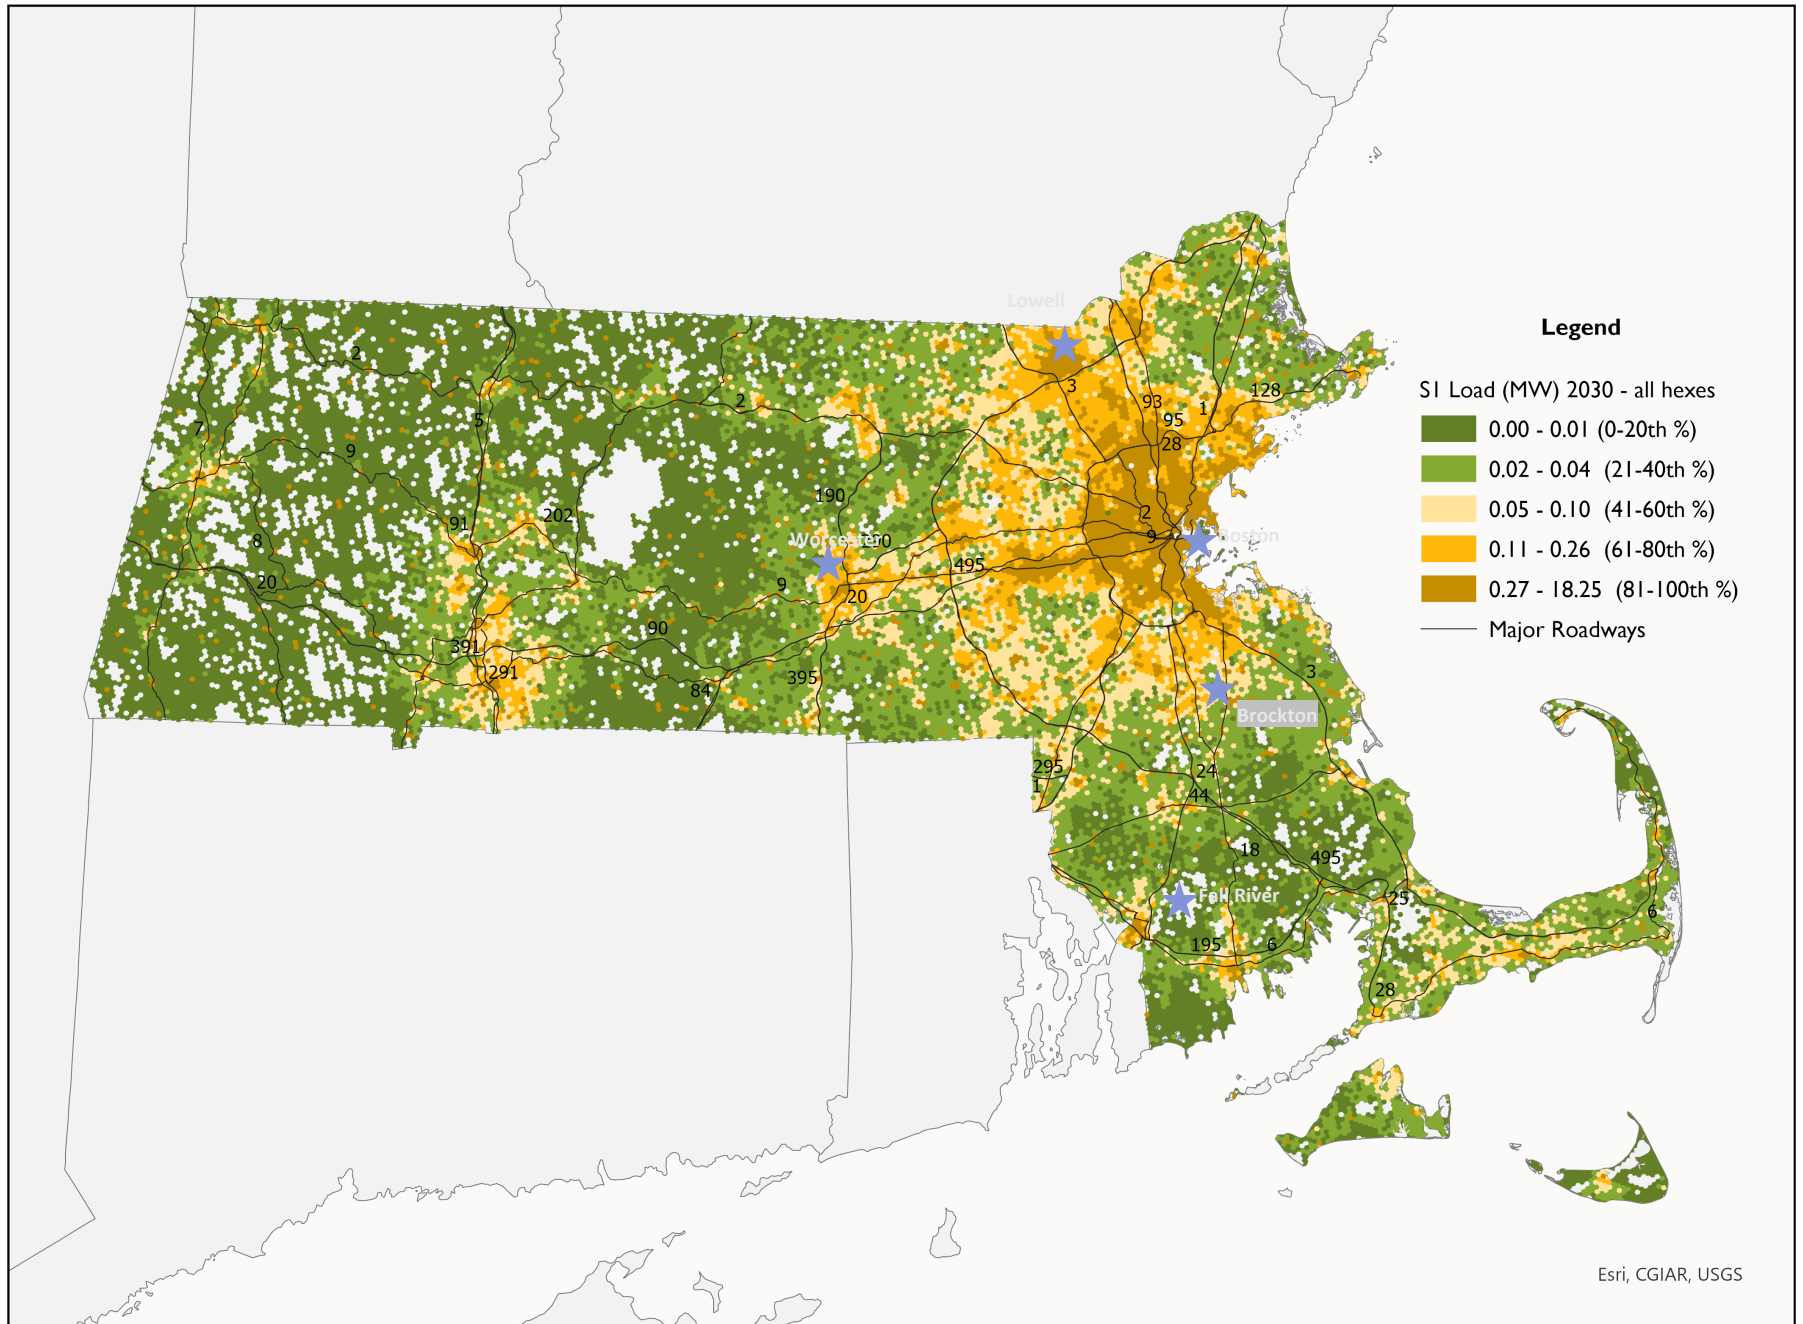 Lowell
Legend
S1 Load (MW) 2030 - all hexes
0.00 - 0.01 (0-20th %)
0.02 - 0.04 (21-40th %)
0.05 - 0.10 (41-60th %)
0.11 - 0.26 (61-80th %)
0.27 - 18.25 (81-100th %)
Major Roadways
2
3
128
93
1
95
28
5
7
2
9
190
202
91
2
9
Boston
Worcester
8
495
20
9
20
90
391
291
395
84
3
Brockton
295
1
24
44
18
495
Fall River
25
6
195
6
28
Esri, CGIAR, USGS